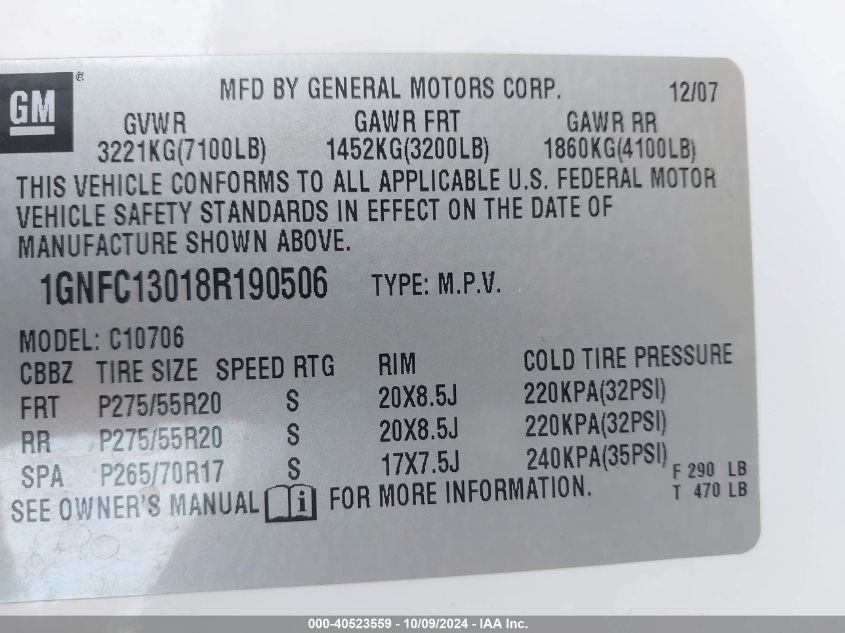 GM ®
MFD BY GENERAL MOTORS CORP. 12/07
GVWR GAWR FRT GAWR RR
3221KG(7100LB) 1452KG(3200LB) 1860KG(4100LB)
THIS VEHICLE CONFORMS TO ALL APPLICABLE U.S. FEDERAL MOTOR
VEHICLE SAFETY STANDARDS IN EFFECT ON THE DATE OF
MANUFACTURE SHOWN ABOVE.
1GNFC13018R190506 TYPE: M.P.V.
MODEL: C10706
CBBZ TIRE SIZE SPEED RTG RIM COLD TIRE PRESSURE
FRT P275/55R20 S 20X8.5J 220KPA(32PSI)
RR P275/55R20 S 20X8.5J 220KPA(32PSI)
SPA P265/70R17 S 17X7.5J 240KPA(35PSI)
F 290 LB
SEE OWNER'S MANUAL i FOR MORE INFORMATION. T 470 LB
000-40523559 - 10/09/2024 - IAA Inc.